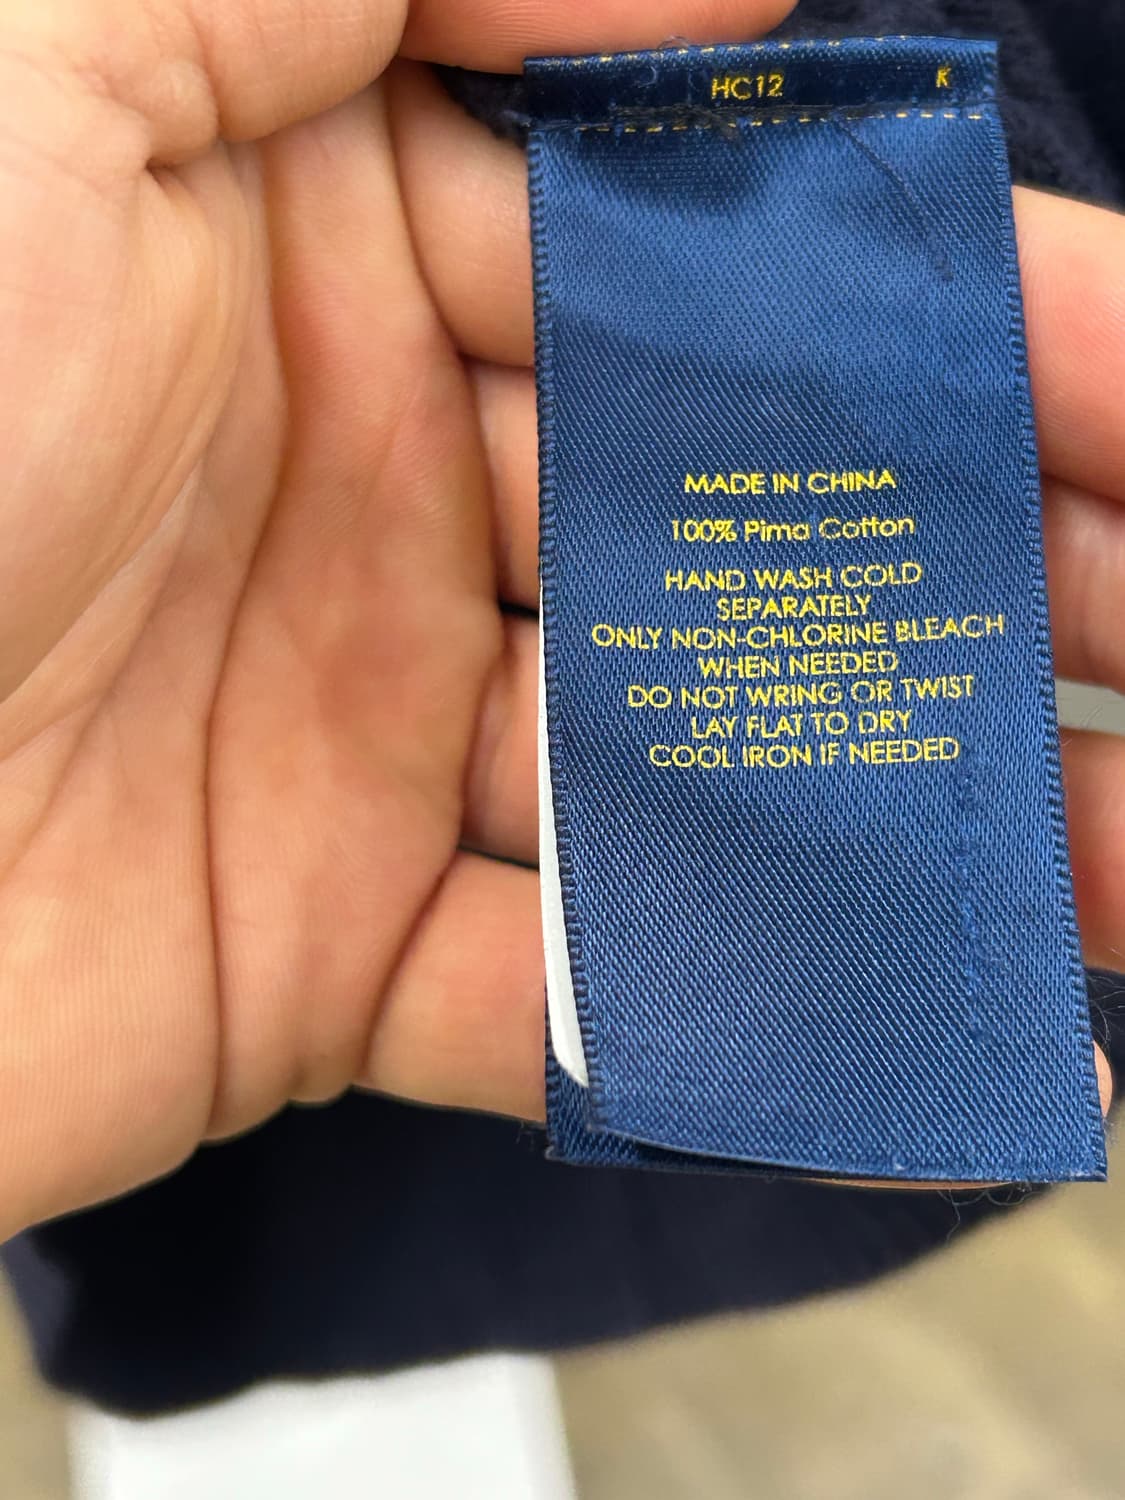 HC12 K
MADE IN CHINA
100% Pima Cotton
HAND WASH COLD
SEPARATELY
ONLY NON-CHLORINE BLEACH
WHEN NEEDED
DO NOT WRING OR TWIST
LAY FLAT TO DRY
COOL IRON IF NEEDED